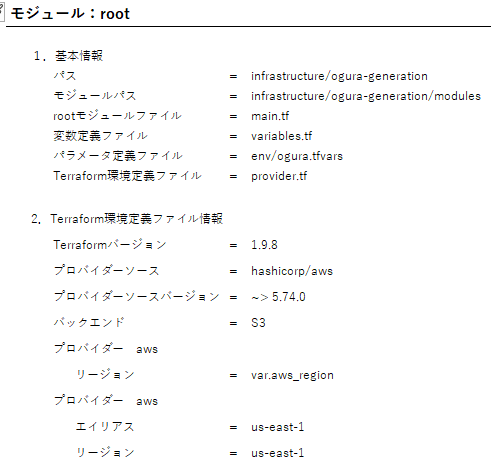 モジュール：root
１．基本情報
パス = infrastructure/ogura-generation
モジュールパス = infrastructure/ogura-generation/modules
rootモジュールファイル = main.tf
変数定義ファイル = variables.tf
パラメータ定義ファイル = env/ogura.tfvars
Terraform環境定義ファイル = provider.tf
２．Terraform環境定義ファイル情報
Terraformバージョン = 1.9.8
プロバイダーソース = hashicorp/aws
プロバイダーソースバージョン = ~> 5.74.0
バックエンド = S3
プロバイダー　aws
リージョン = var.aws_region
プロバイダー　aws
エイリアス = us-east-1
リージョン = us-east-1